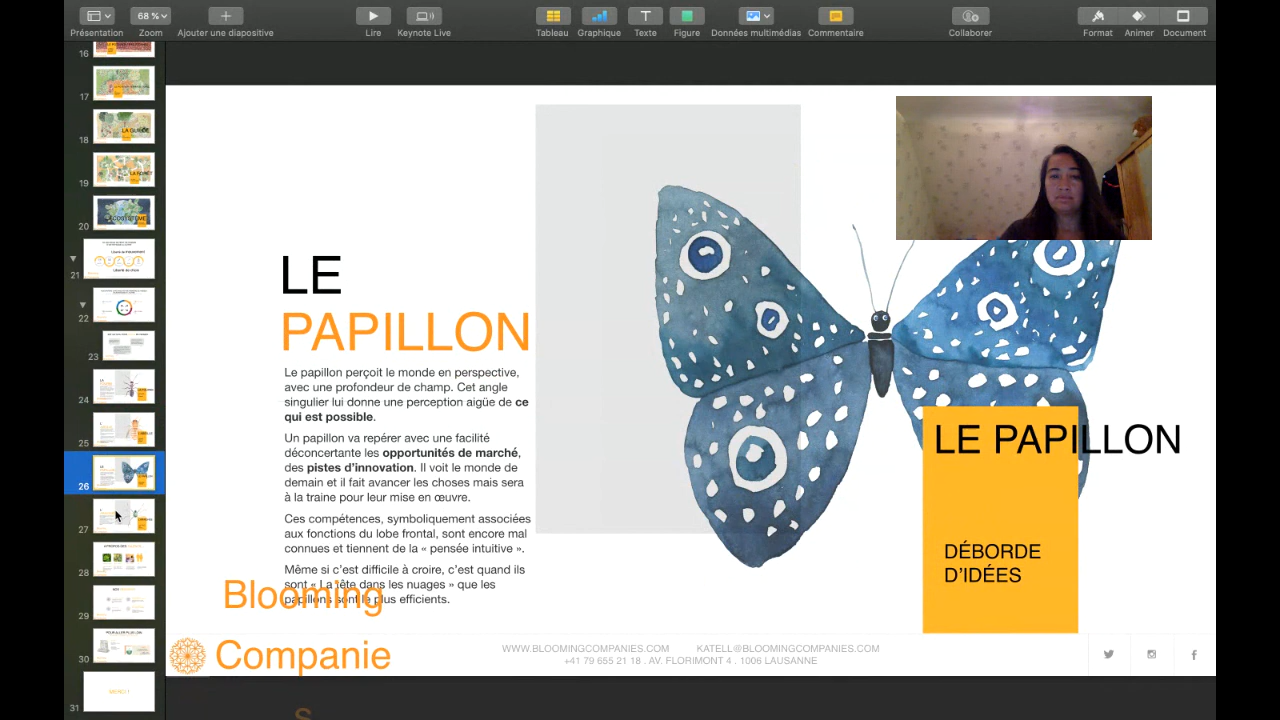 68 %
Présentation
Zoom
Ajouter une diapositive
Lire
Keynote Live
Tableau
Graphique
Texte
Figure
Données multimédias
Commentaire
Collaborer
Format
Animer
Document
16
17
18
19
20
21
22
23
24
25
26
27
28
29
30
31
LE
PAPILLON
Le papillon perçoit le monde en perspective,
avec une profondeur de champ. Cet angle
singulier lui donne une perception aigüe de ce
qui est possible.
Un papillon va repérer avec une facilité
déconcertante les opportunités de marché,
des pistes d'innovation. Il voit le monde de
demain et il fait avancer les choses mais sera
à la traine pour leur mise en œuvre.
Ces compétences, symboliquement associées
aux fonctions du lobe frontal, sont encore mal
connues et tiennent de la « pensée intuitive ».
Même si c'est difficile à croire, c'est quand ils
sont « La tête dans les nuages » que les
papillons sont le plus efficients.
LE PAPILLON
DÉBORDE
D'IDÉES
Blooming
Companie
s
WWW.BLOOMINGCOMPANIES.COM KATELL@BLOOMINGCOMPANIES.COM
+41 79 655 21 18 . AV. FLORIMONT 4 . 1006 LAUSANNE